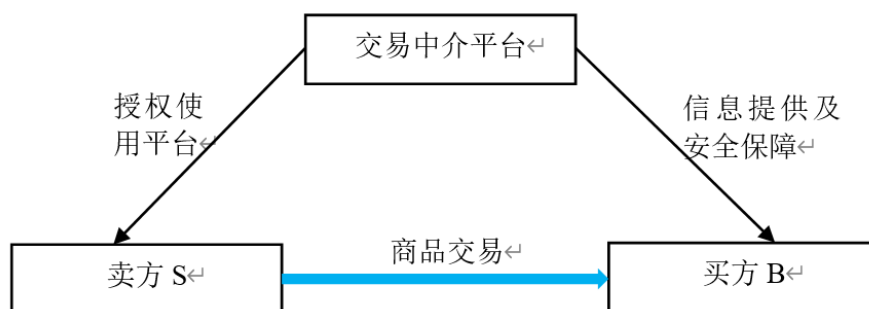 交易中介平台↵
授权使
用平台↵
信息提供及
安全保障↵
商品交易↵
卖方 S↵
买方 B↵